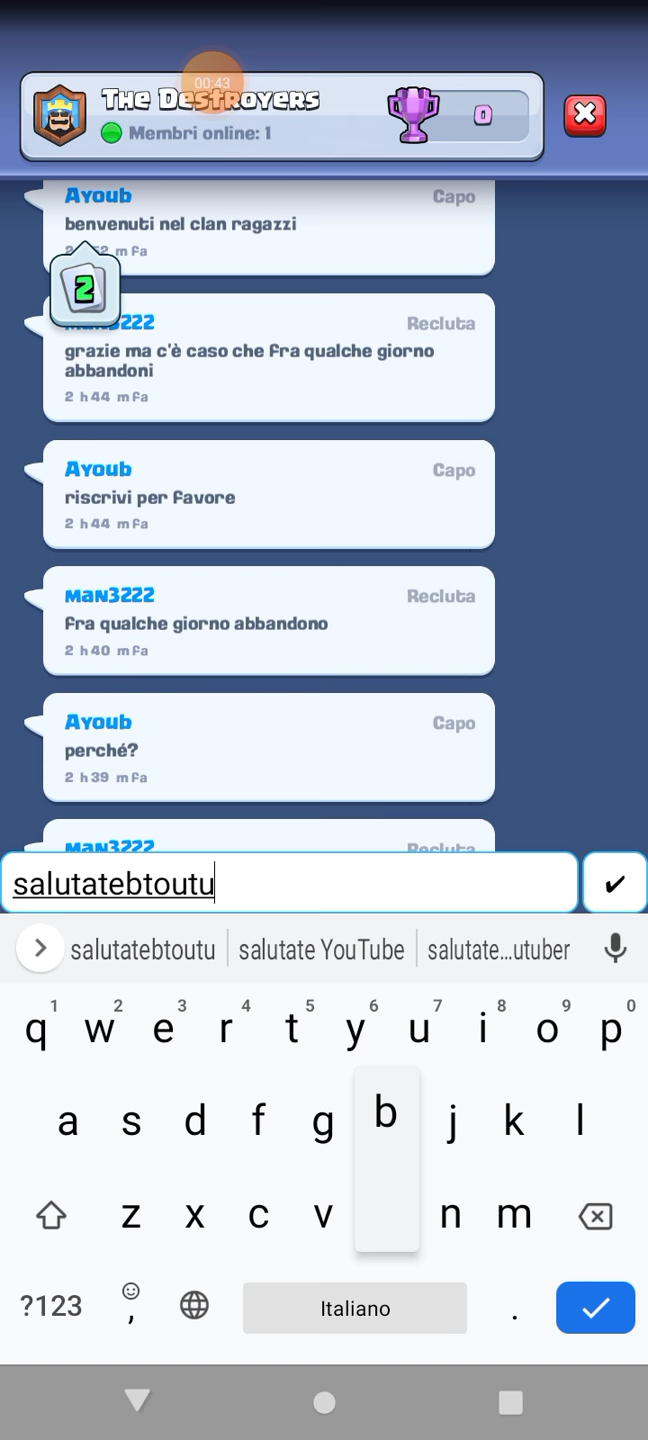 00:43
The Destroyers
0
Membri online: 1
Ayoub
Capo
benvenuti nel clan ragazzi
m fa
2
Recluta
grazie ma c'è caso che fra qualche giorno
abbandoni
2 h 44 m fa
Ayoub
Capo
riscrivi per favore
2 h 44 m fa
MaN3222
Recluta
fra qualche giorno abbandono
2 h 40 m fa
Ayoub
Capo
perché?
2 h 39 m fa
MaN3222
Recluta
salutatebtoutu
salutatebtoutu
salutate YouTube
salutate...utuber
1 2 3 4 5 6 7 8 9 0
q w e r t y u i o p
a s d f g b j k l
z x c v n m
?123
,
Italiano
.